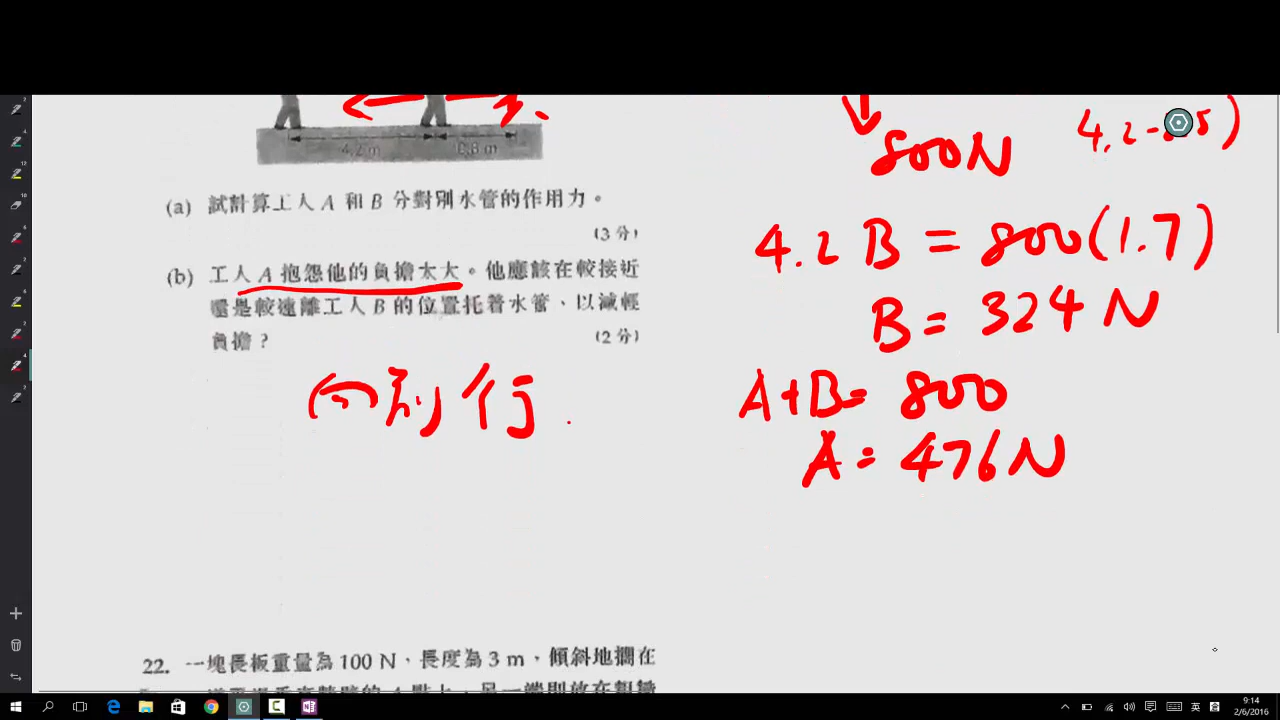 4.2 m
0.8 m
800N
4.2-
5)
(a) 試計算工人 A 和 B 分對別水管的作用力。
(3 分)
(b) 工人 A 抱怨他的負擔太大。他應該在較接近
還是較遠離工人 B 的位置托着水管、以減輕
負擔？
(2 分)
4.2 B = 800(1.7)
B = 324 N
A+B= 800
A = 476 N
向
行
22. 一塊長板重量為 100 N，長度為 3 m，傾斜地擱在
9:14
英
2/6/2016